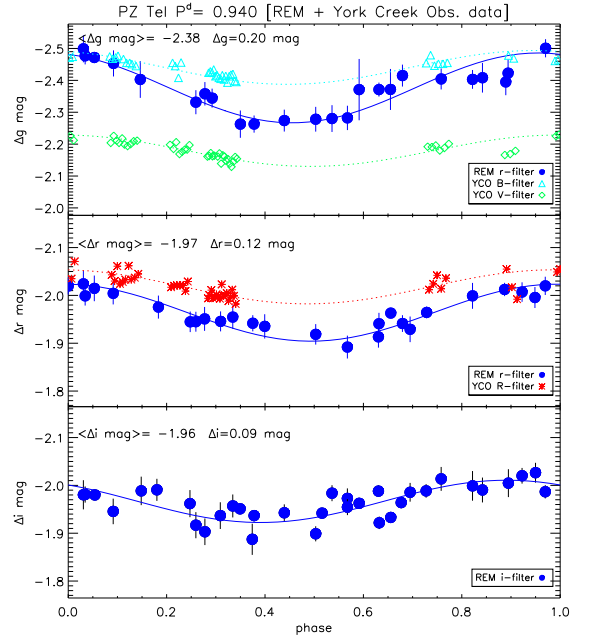 PZ Tel P^d= 0.940 [REM + York Creek Obs. data]
<Δg mag>= -2.38 Δg=0.20 mag
-2.5
-2.4
-2.3
-2.2
-2.1
-2.0
Δg mag
REM r-filter
YCO B-filter
YCO V-filter
<Δr mag>= -1.97 Δr=0.12 mag
-2.1
-2.0
-1.9
-1.8
Δr mag
REM r-filter
YCO R-filter
<Δi mag>= -1.96 Δi=0.09 mag
-2.1
-2.0
-1.9
-1.8
Δi mag
REM i-filter
0.0 0.2 0.4 0.6 0.8 1.0
phase